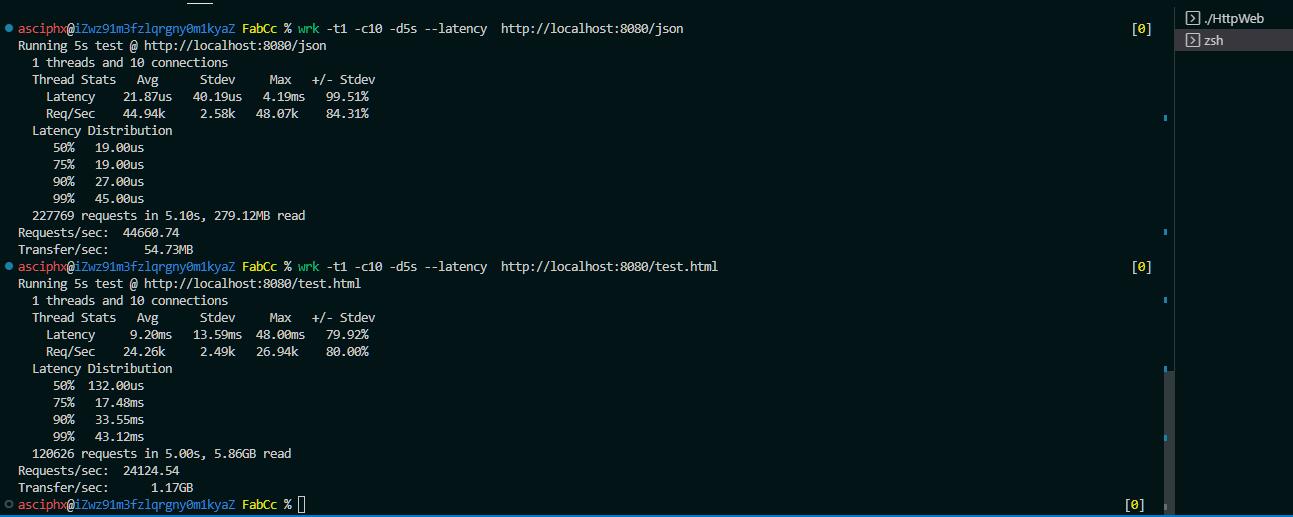 asciphx@iZwz91m3fzlqrgny0m1kyaZ FabCc % wrk -t1 -c10 -d5s --latency  http://localhost:8080/json [0]
Running 5s test @ http://localhost:8080/json
  1 threads and 10 connections
  Thread Stats   Avg      Stdev     Max   +/- Stdev
    Latency    21.87us   40.19us   4.19ms   99.51%
    Req/Sec    44.94k     2.58k   48.07k    84.31%
  Latency Distribution
     50%   19.00us
     75%   19.00us
     90%   27.00us
     99%   45.00us
  227769 requests in 5.10s, 279.12MB read
Requests/sec:  44660.74
Transfer/sec:     54.73MB
asciphx@iZwz91m3fzlqrgny0m1kyaZ FabCc % wrk -t1 -c10 -d5s --latency  http://localhost:8080/test.html [0]
Running 5s test @ http://localhost:8080/test.html
  1 threads and 10 connections
  Thread Stats   Avg      Stdev     Max   +/- Stdev
    Latency     9.20ms   13.59ms  48.00ms   79.92%
    Req/Sec    24.26k     2.49k   26.94k    80.00%
  Latency Distribution
     50%  132.00us
     75%   17.48ms
     90%   33.55ms
     99%   43.12ms
  120626 requests in 5.00s, 5.86GB read
Requests/sec:  24124.54
Transfer/sec:      1.17GB
asciphx@iZwz91m3fzlqrgny0m1kyaZ FabCc % [0]
./HttpWeb
zsh